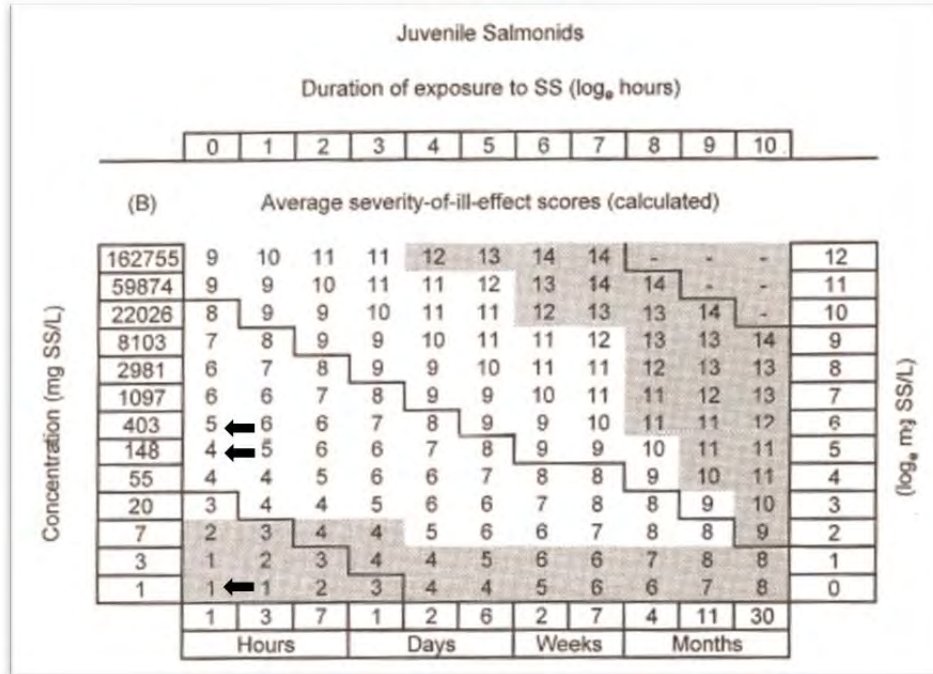 Juvenile Salmonids
Duration of exposure to SS (logₑ hours)
0 1 2 3 4 5 6 7 8 9 10
(B) Average severity-of-ill-effect scores (calculated)
Concentration (mg SS/L)
162755 9 10 11 11 12 13 14 14 - - - 12
59874 9 9 10 11 11 12 13 14 14 - - 11
22026 8 9 9 10 11 11 12 13 13 14 - 10
8103 7 8 9 9 10 11 11 12 13 13 14 9
2981 6 7 8 9 9 10 11 11 12 13 13 8
1097 6 6 7 8 9 9 10 11 11 12 13 7
403 5 6 6 7 8 9 9 10 11 11 12 6
148 4 5 6 6 7 8 9 9 10 11 11 5
55 4 4 5 6 6 7 8 8 9 10 11 4
20 3 4 4 5 6 6 7 8 8 9 10 3
7 2 3 4 4 5 6 6 7 8 8 9 2
3 1 2 3 4 4 5 6 6 7 8 8 1
1 1 1 2 3 4 4 5 6 6 7 8 0
(logₑ mg SS/L)
1 3 7 1 2 6 2 7 4 11 30
Hours Days Weeks Months